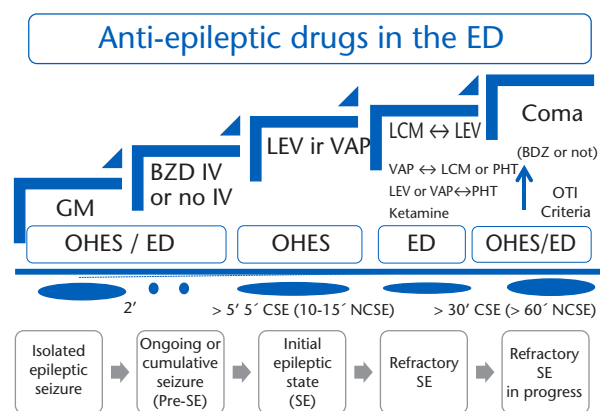 Anti-epileptic drugs in the ED
GM
BZD IV
or no IV
LEV ir VAP
LCM ↔ LEV
VAP ↔ LCM or PHT
LEV or VAP↔PHT
Ketamine
Coma
(BDZ or not)
OTI
Criteria
OHES / ED
OHES
ED
OHES/ED
2’
> 5’ 5´ CSE (10-15´ NCSE)
> 30’ CSE (> 60´ NCSE)
Isolated
epileptic
seizure
Ongoing or
cumulative
seizure
(Pre-SE)
Initial
epileptic
state
(SE)
Refractory
SE
Refractory
SE
in progress